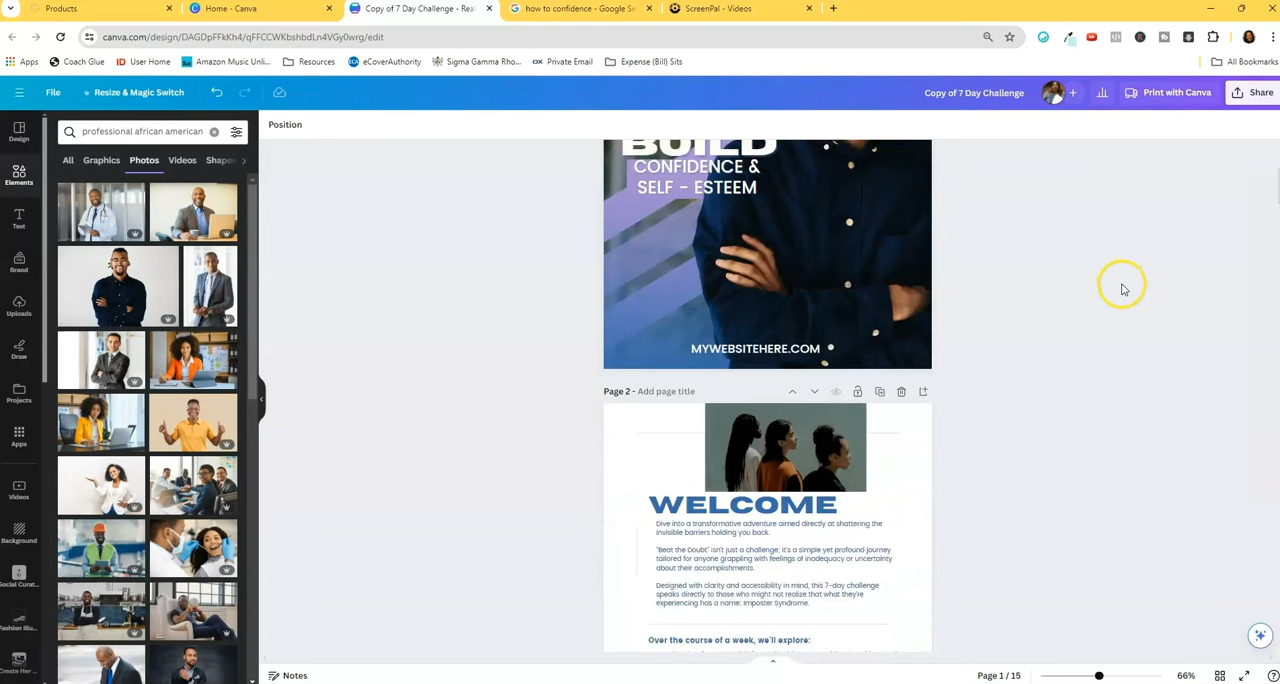 Products
Home - Canva
Copy of 7 Day Challenge - Rea
how to confidence - Google Se
ScreenPal - Videos
canva.com/design/DAGDpFFkKh4/qFFCCWKbshbdLn4VGy0wrg/edit
Apps
Coach Glue
User Home
Amazon Music Unli...
Resources
eCoverAuthority
Sigma Gamma Rho...
Private Email
Expense (Bill) Sits
All Bookmarks
File
Resize & Magic Switch
Copy of 7 Day Challenge
Print with Canva
Share
Design
Elements
Text
Brand
Uploads
Draw
Projects
Apps
Videos
Background
Social Curat...
Fashion Illu...
Create Her ...
professional african american
All
Graphics
Photos
Videos
Shape
Position
BUILD
CONFIDENCE &
SELF - ESTEEM
MYWEBSITEHERE.COM
Page 2 - Add page title
WELCOME
Dive into a transformative adventure aimed directly at shattering the
invisible barriers holding you back.
"Beat the Doubt" isn't just a challenge; it's a simple yet profound journey
tailored for anyone grappling with feelings of inadequacy or uncertainty
about their accomplishments.
Designed with clarity and accessibility in mind, this 7-day challenge
speaks directly to those who might not realize that what they're
experiencing has a name: Imposter Syndrome.
Over the course of a week, we'll explore:
Notes
Page 1 / 15
66%